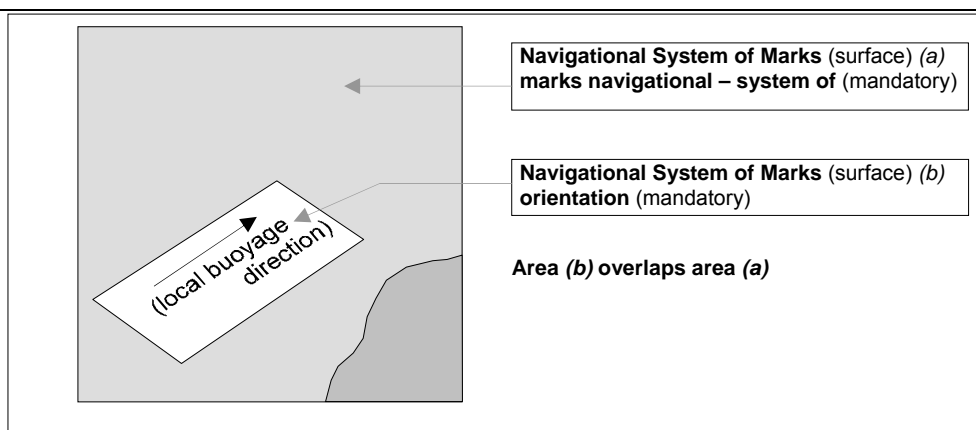 Navigational System of Marks (surface) (a)
marks navigational – system of (mandatory)
Navigational System of Marks (surface) (b)
orientation (mandatory)
(local buoyage
direction)
Area (b) overlaps area (a)